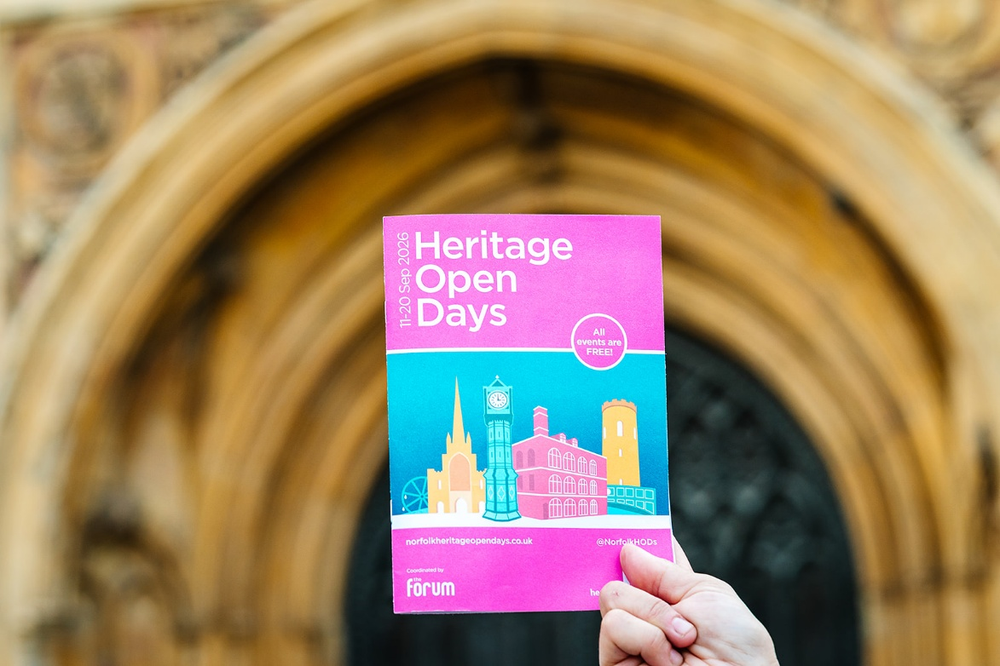 11-20 Sep 2026
Heritage
Open
Days
All
events are
FREE!
norfolkheritageopendays.co.uk
@NorfolkHODs
Coordinated by
the
forum